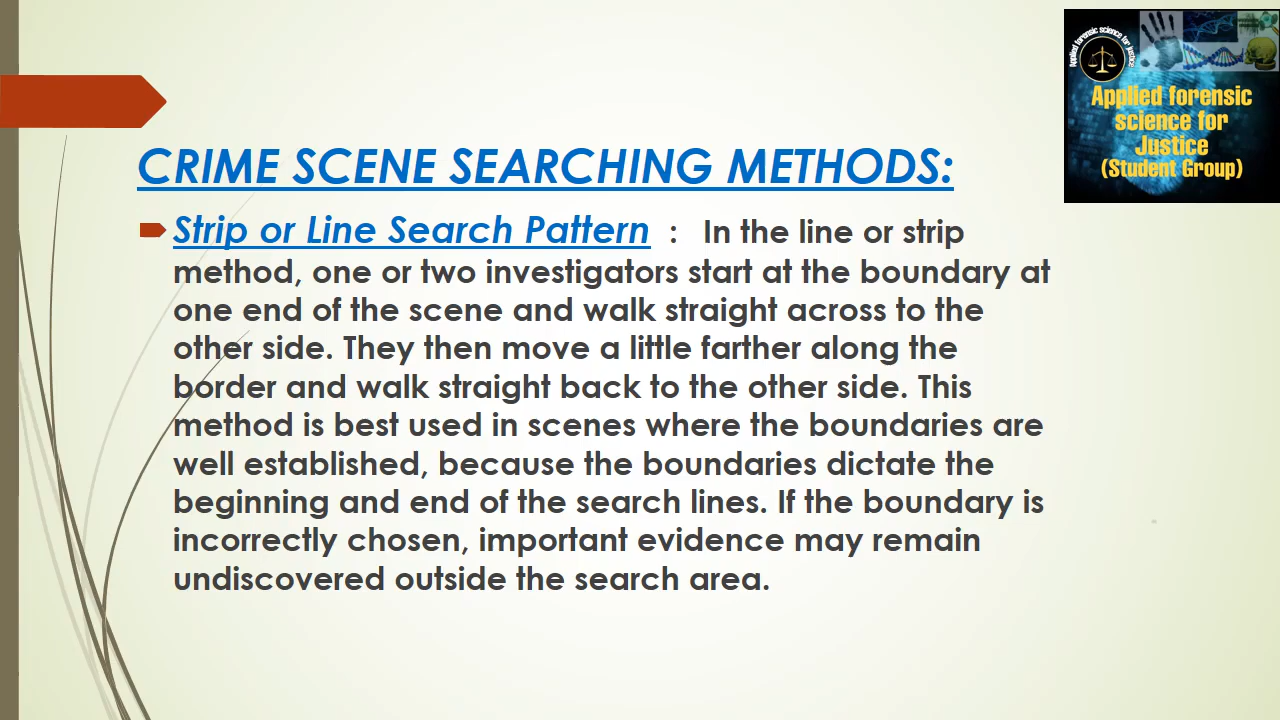 Applied forensic science for justice
Applied forensic
science for
Justice
(Student Group)
CRIME SCENE SEARCHING METHODS:
Strip or Line Search Pattern : In the line or strip
method, one or two investigators start at the boundary at
one end of the scene and walk straight across to the
other side. They then move a little farther along the
border and walk straight back to the other side. This
method is best used in scenes where the boundaries are
well established, because the boundaries dictate the
beginning and end of the search lines. If the boundary is
incorrectly chosen, important evidence may remain
undiscovered outside the search area.